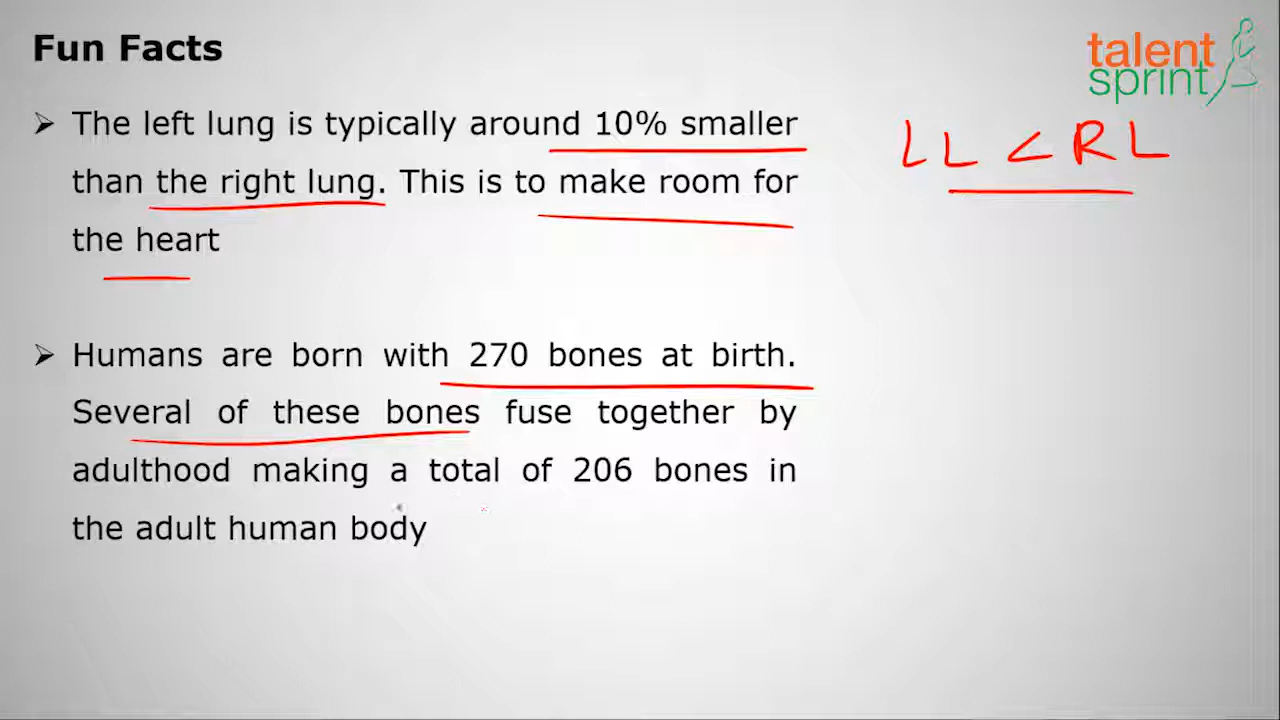 Fun Facts
talent
sprint
➢ The left lung is typically around 10% smaller
than the right lung. This is to make room for
the heart
LL < RL
➢ Humans are born with 270 bones at birth.
Several of these bones fuse together by
adulthood making a total of 206 bones in
the adult human body